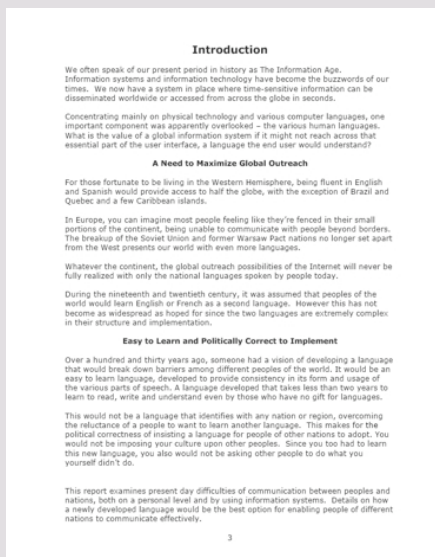 Introduction
We often speak of our present period in history as The Information Age.
Information systems and information technology have become the buzzwords of our
times. We now have a system in place where time-sensitive information can be
disseminated worldwide or accessed from across the globe in seconds.
Concentrating mainly on physical technology and various computer languages, one
important component was apparently overlooked – the various human languages.
What is the value of a global information system if it might not reach across that
essential part of the user interface, a language the end user would understand?
A Need to Maximize Global Outreach
For those fortunate to be living in the Western Hemisphere, being fluent in English
and Spanish would provide access to half the globe, with the exception of Brazil and
Quebec and a few Caribbean islands.
In Europe, you can imagine most people feeling like they're fenced in their small
portions of the continent, being unable to communicate with people beyond borders.
The breakup of the Soviet Union and former Warsaw Pact nations no longer set apart
from the West presents our world with even more languages.
Whatever the continent, the global outreach possibilities of the Internet will never be
fully realized with only the national languages spoken by people today.
During the nineteenth and twentieth century, it was assumed that peoples of the
world would learn English or French as a second language. However this has not
become as widespread as hoped for since the two languages are extremely complex
in their structure and implementation.
Easy to Learn and Politically Correct to Implement
Over a hundred and thirty years ago, someone had a vision of developing a language
that would break down barriers among different peoples of the world. It would be an
easy to learn language, developed to provide consistency in its form and usage of
the various parts of speech. A language developed that takes less than two years to
learn to read, write and understand even by those who have no gift for languages.
This would not be a language that identifies with any nation or region, overcoming
the reluctance of a people to want to learn another language. This makes for the
political correctness of insisting a language for people of other nations to adopt. You
would not be imposing your culture upon other peoples. Since you too had to learn
this new language, you also would not be asking other people to do what you
yourself didn't do.
This report examines present day difficulties of communication between peoples and
nations, both on a personal level and by using information systems. Details on how
a newly developed language would be the best option for enabling people of different
nations to communicate effectively.
3